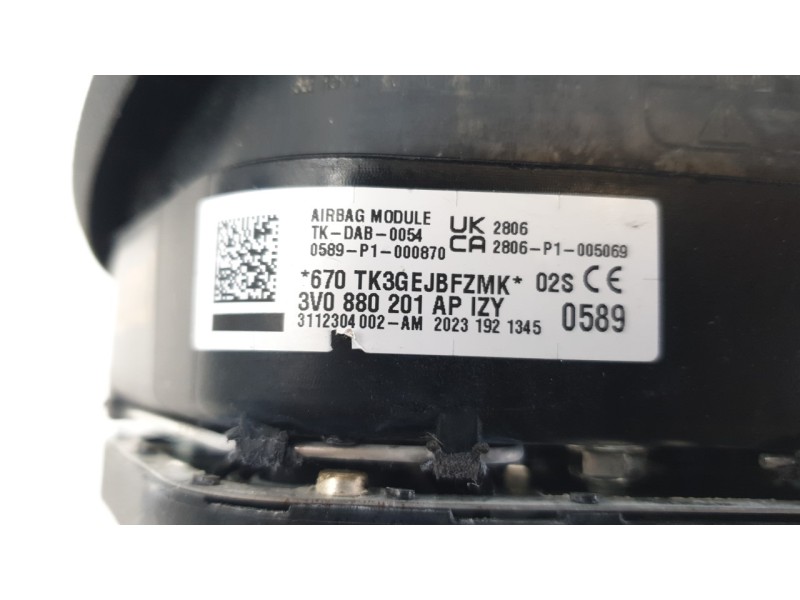 AIRBAG MODULE
TK-DAB-0054
0589-P1-000870
UK
CA
2806
2806-P1-005069
*670 TK3GEJBFZMK* 02S CE
3V0 880 201 AP IZY
0589
3112304 002-AM 2023 192 1345